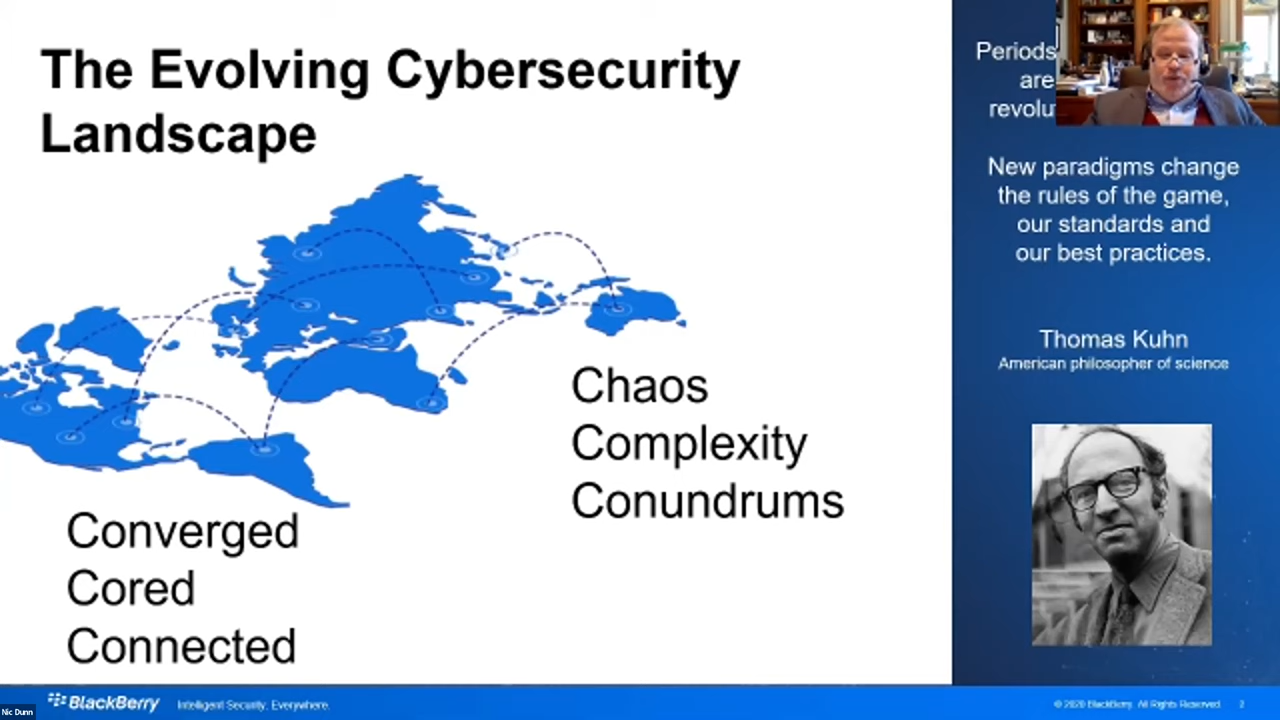 The Evolving Cybersecurity
Landscape
Chaos
Complexity
Conundrums
Converged
Cored
Connected
Periods
are
New paradigms change
the rules of the game,
our standards and
our best practices.
Thomas Kuhn
American philosopher of science
BlackBerry Intelligent Security. Everywhere.
© 2020 BlackBerry. All Rights Reserved. 2
Nic Dunn